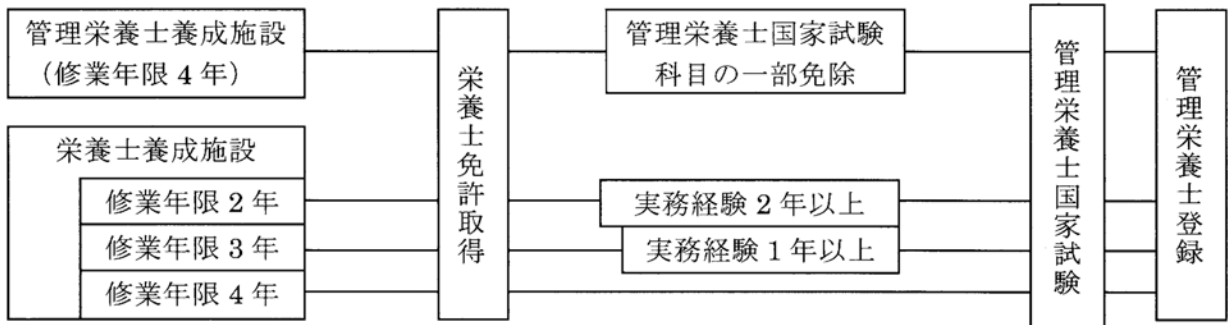 管理栄養士養成施設
(修業年限4年)
栄養士養成施設
修業年限2年
修業年限3年
修業年限4年
栄養士免許取得
管理栄養士国家試験
科目の一部免除
実務経験2年以上
実務経験1年以上
管理栄養士国家試験
管理栄養士登録